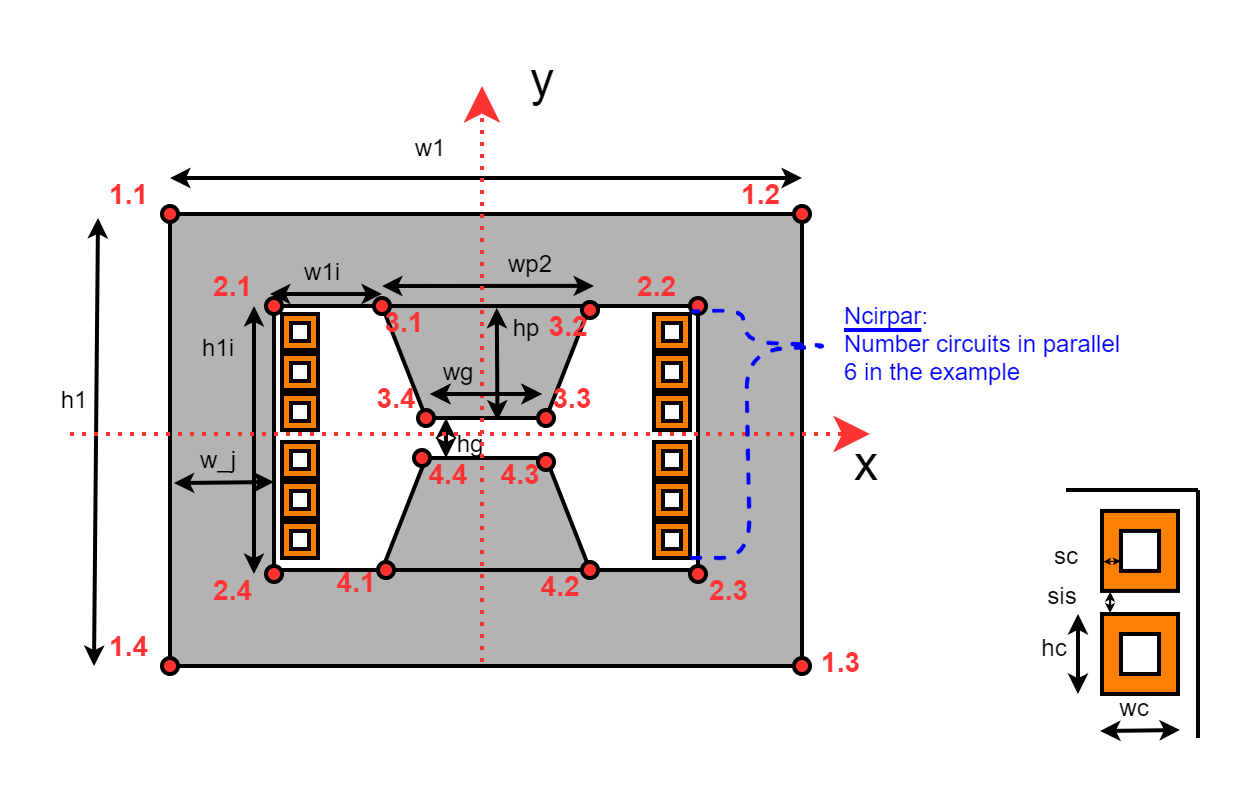 y
w1
1.1
1.2
w1i
wp2
2.1
2.2
3.1
3.2
hp
h1i
wg
3.4
3.3
Ncirpar:
Number circuits in parallel
6 in the example
h1
hg
x
w_j
4.4
4.3
2.4
4.1
4.2
2.3
1.4
1.3
sc
sis
hc
wc